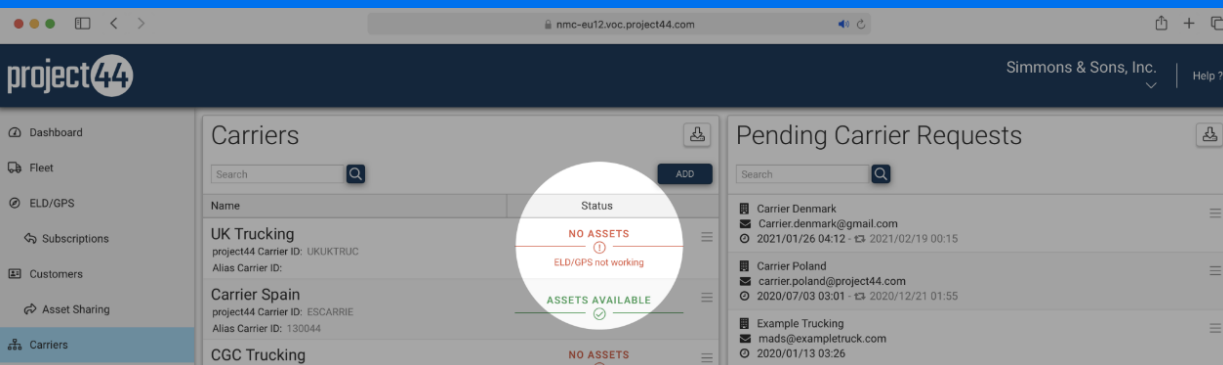 nmc-eu12.voc.project44.com
project44
Simmons & Sons, Inc.
Help ?
Dashboard
Fleet
ELD/GPS
Subscriptions
Customers
Asset Sharing
Carriers
Carriers
Search
ADD
Name
Status
UK Trucking
project44 Carrier ID: UKUKTRUC
Alias Carrier ID:
NO ASSETS
ELD/GPS not working
Carrier Spain
project44 Carrier ID: ESCARRIE
Alias Carrier ID: 130044
ASSETS AVAILABLE
CGC Trucking
NO ASSETS
Pending Carrier Requests
Search
Carrier Denmark
Carrier.denmark@gmail.com
2021/01/26 04:12 - 2021/02/19 00:15
Carrier Poland
carrier.poland@project44.com
2020/07/03 03:01 - 2020/12/21 01:55
Example Trucking
mads@exampletruck.com
2020/01/13 03:26